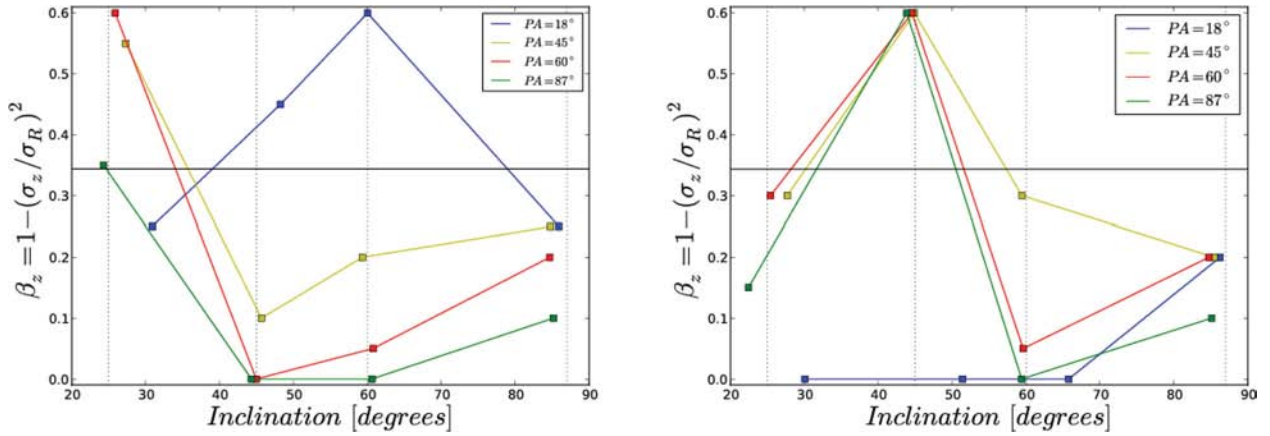 β_z = 1−(σ_z/σ_R)²
0.6
0.5
0.4
0.3
0.2
0.1
0.0
PA=18°
PA=45°
PA=60°
PA=87°
20 30 40 50 60 70 80 90
Inclination [degrees]
β_z = 1−(σ_z/σ_R)²
0.6
0.5
0.4
0.3
0.2
0.1
0.0
PA=18°
PA=45°
PA=60°
PA=87°
20 30 40 50 60 70 80 90
Inclination [degrees]